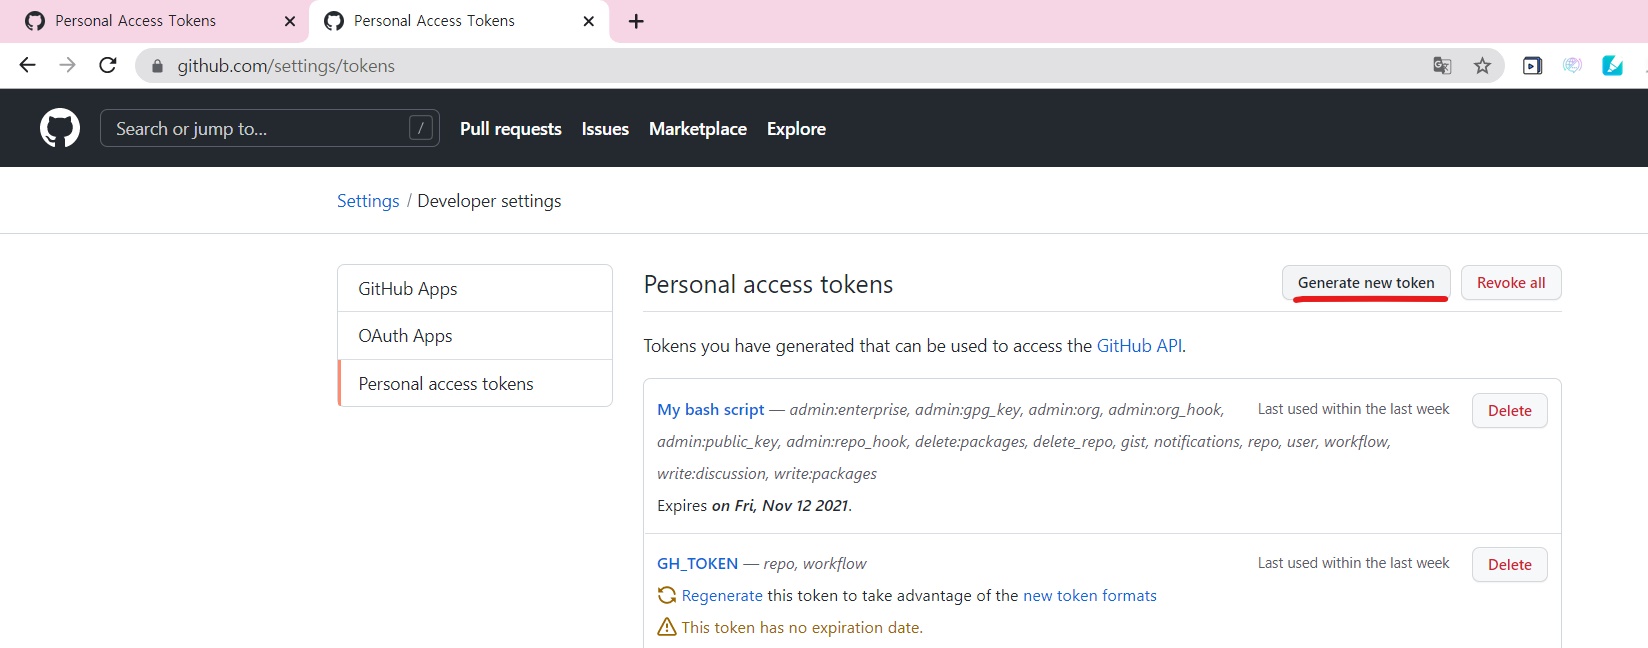 Personal Access Tokens
Personal Access Tokens
github.com/settings/tokens
Search or jump to... / Pull requests Issues Marketplace Explore
Settings / Developer settings
GitHub Apps
OAuth Apps
Personal access tokens
Personal access tokens Generate new token Revoke all
Tokens you have generated that can be used to access the GitHub API.
My bash script — admin:enterprise, admin:gpg_key, admin:org, admin:org_hook, Last used within the last week Delete
admin:public_key, admin:repo_hook, delete:packages, delete_repo, gist, notifications, repo, user, workflow,
write:discussion, write:packages
Expires on Fri, Nov 12 2021.
GH_TOKEN — repo, workflow Last used within the last week Delete
Regenerate this token to take advantage of the new token formats
This token has no expiration date.